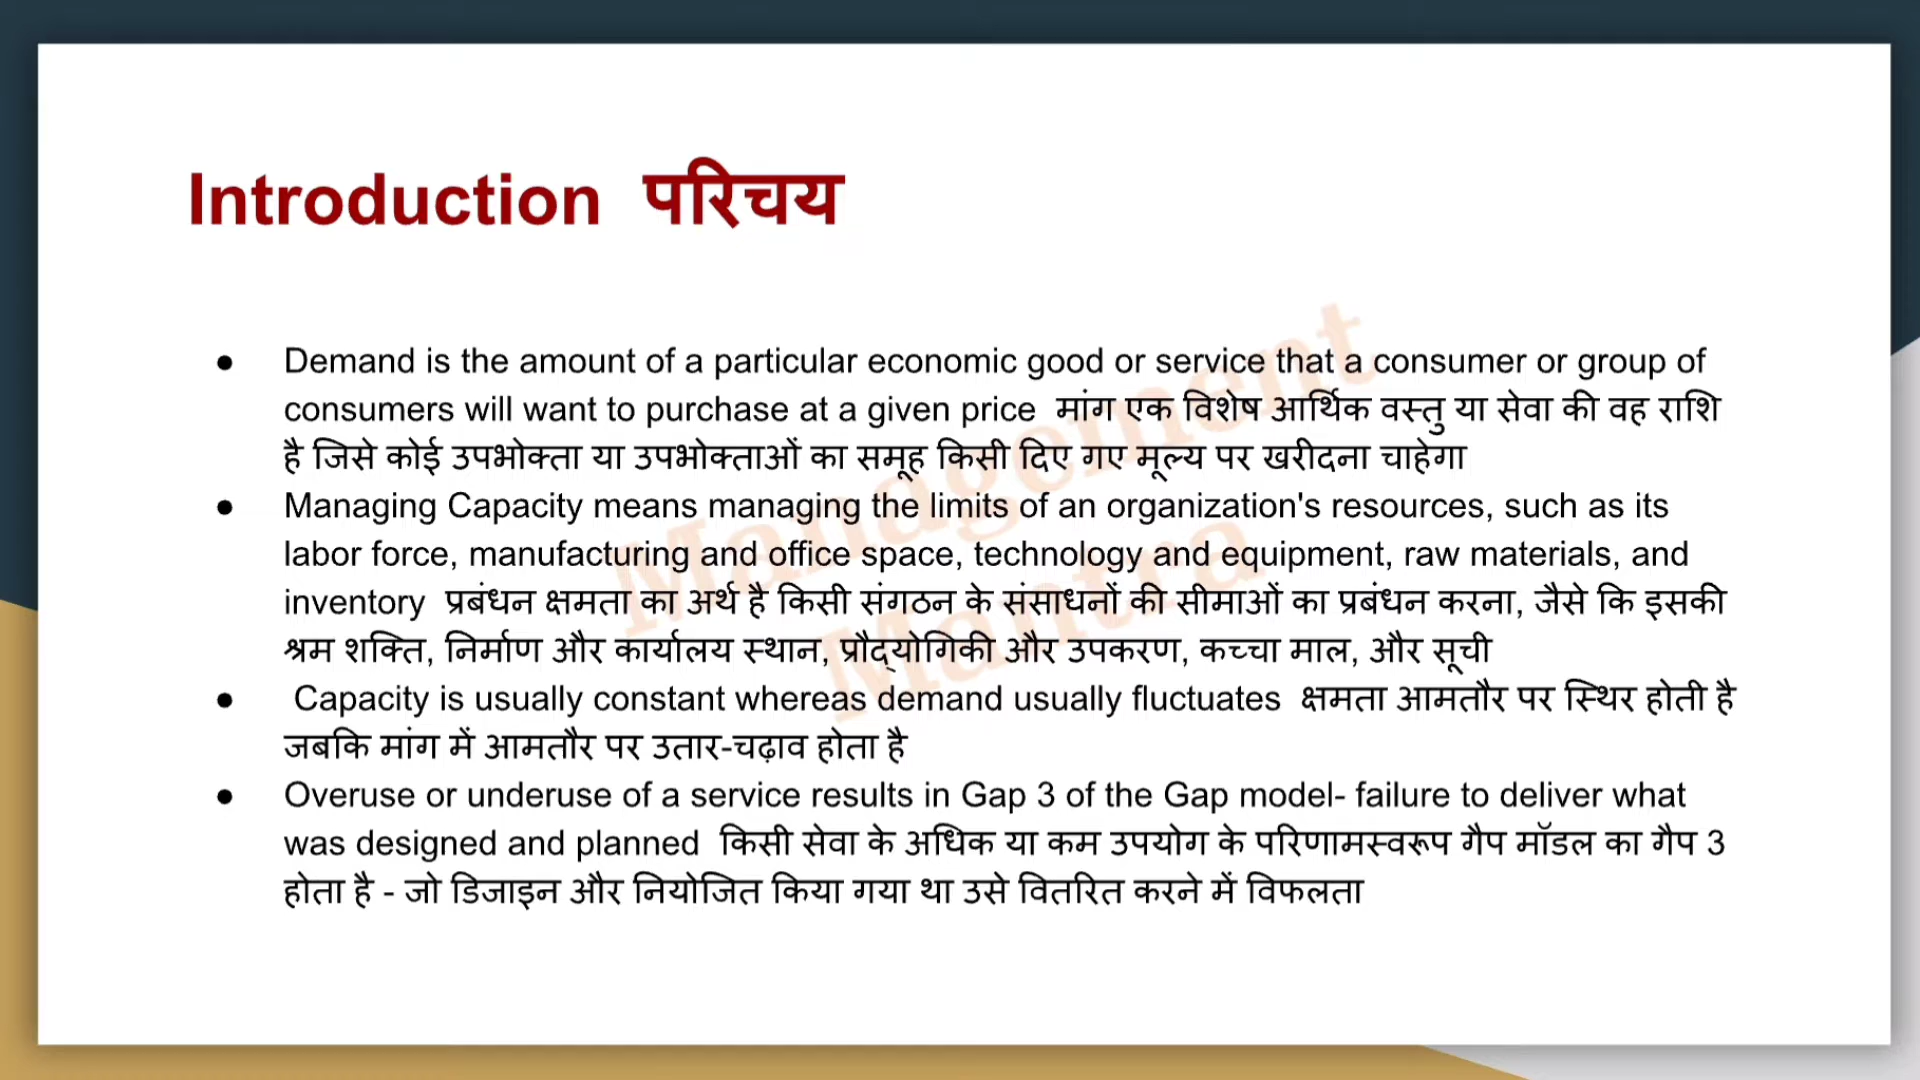 Introduction परिचय
● Demand is the amount of a particular economic good or service that a consumer or group of
consumers will want to purchase at a given price मांग एक विशेष आर्थिक वस्तु या सेवा की वह राशि
है जिसे कोई उपभोक्ता या उपभोक्ताओं का समूह किसी दिए गए मूल्य पर खरीदना चाहेगा
● Managing Capacity means managing the limits of an organization's resources, such as its
labor force, manufacturing and office space, technology and equipment, raw materials, and
inventory प्रबंधन क्षमता का अर्थ है किसी संगठन के संसाधनों की सीमाओं का प्रबंधन करना, जैसे कि इसकी
श्रम शक्ति, निर्माण और कार्यालय स्थान, प्रौद्योगिकी और उपकरण, कच्चा माल, और सूची
● Capacity is usually constant whereas demand usually fluctuates क्षमता आमतौर पर स्थिर होती है
जबकि मांग में आमतौर पर उतार-चढ़ाव होता है
● Overuse or underuse of a service results in Gap 3 of the Gap model- failure to deliver what
was designed and planned किसी सेवा के अधिक या कम उपयोग के परिणामस्वरूप गैप मॉडल का गैप 3
होता है - जो डिजाइन और नियोजित किया गया था उसे वितरित करने में विफलता
Management
Mantra